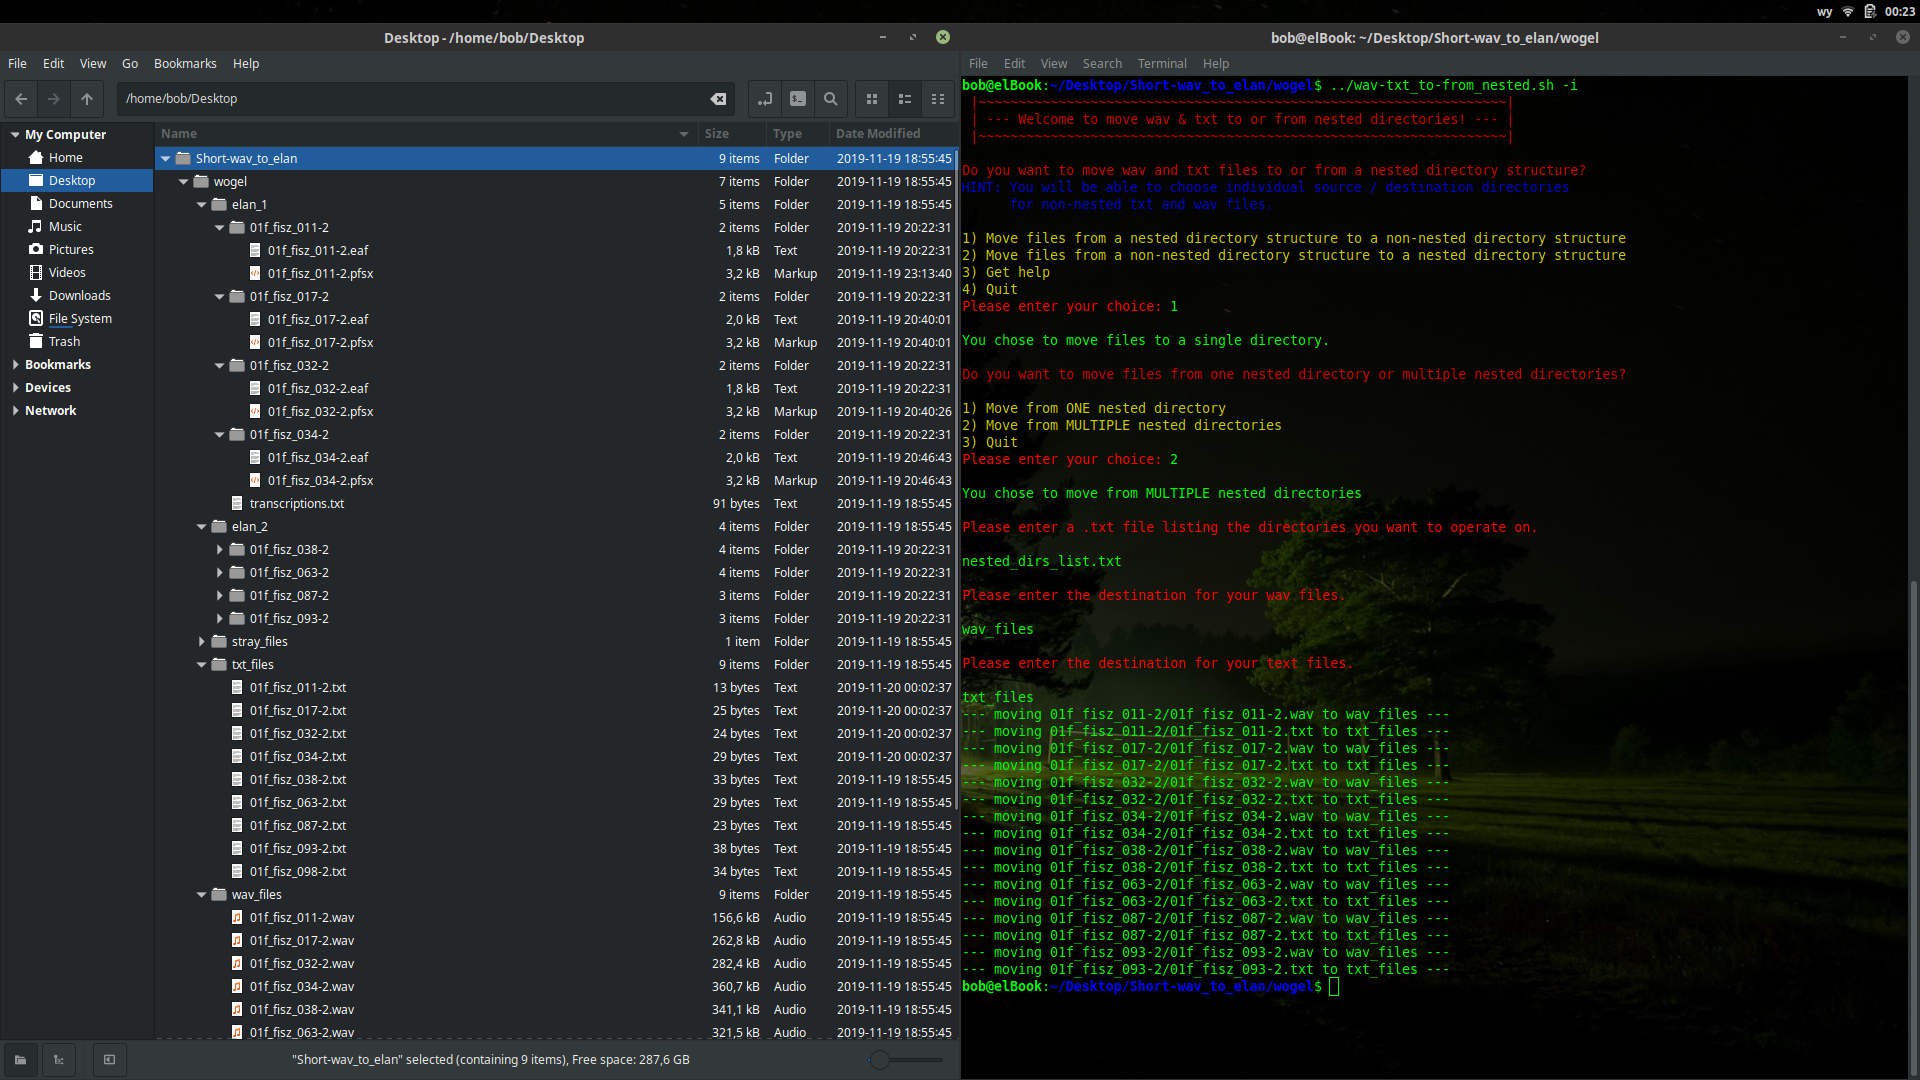 wy 00:23
Desktop - /home/bob/Desktop
File Edit View Go Bookmarks Help
/home/bob/Desktop
My Computer
Home
Desktop
Documents
Music
Pictures
Videos
Downloads
File System
Trash
Bookmarks
Devices
Network
Name Size Type Date Modified
Short-wav_to_elan 9 items Folder 2019-11-19 18:55:45
wogel 7 items Folder 2019-11-19 18:55:45
elan_1 5 items Folder 2019-11-19 18:55:45
01f_fisz_011-2 2 items Folder 2019-11-19 20:22:31
01f_fisz_011-2.eaf 1,8 kB Text 2019-11-19 20:22:31
01f_fisz_011-2.pfsx 3,2 kB Markup 2019-11-19 23:13:40
01f_fisz_017-2 2 items Folder 2019-11-19 20:22:31
01f_fisz_017-2.eaf 2,0 kB Text 2019-11-19 20:40:01
01f_fisz_017-2.pfsx 3,2 kB Markup 2019-11-19 20:40:01
01f_fisz_032-2 2 items Folder 2019-11-19 20:22:31
01f_fisz_032-2.eaf 1,8 kB Text 2019-11-19 20:22:31
01f_fisz_032-2.pfsx 3,2 kB Markup 2019-11-19 20:40:26
01f_fisz_034-2 2 items Folder 2019-11-19 20:22:31
01f_fisz_034-2.eaf 2,0 kB Text 2019-11-19 20:46:43
01f_fisz_034-2.pfsx 3,2 kB Markup 2019-11-19 20:46:43
transcriptions.txt 91 bytes Text 2019-11-19 18:55:45
elan_2 4 items Folder 2019-11-19 18:55:45
01f_fisz_038-2 4 items Folder 2019-11-19 20:22:31
01f_fisz_063-2 4 items Folder 2019-11-19 20:22:31
01f_fisz_087-2 3 items Folder 2019-11-19 20:22:31
01f_fisz_093-2 3 items Folder 2019-11-19 20:22:31
stray_files 1 item Folder 2019-11-19 18:55:45
txt_files 9 items Folder 2019-11-19 18:55:45
01f_fisz_011-2.txt 13 bytes Text 2019-11-20 00:02:37
01f_fisz_017-2.txt 25 bytes Text 2019-11-20 00:02:37
01f_fisz_032-2.txt 24 bytes Text 2019-11-20 00:02:37
01f_fisz_034-2.txt 29 bytes Text 2019-11-20 00:02:37
01f_fisz_038-2.txt 33 bytes Text 2019-11-19 18:55:45
01f_fisz_063-2.txt 29 bytes Text 2019-11-19 18:55:45
01f_fisz_087-2.txt 23 bytes Text 2019-11-19 18:55:45
01f_fisz_093-2.txt 38 bytes Text 2019-11-19 18:55:45
01f_fisz_098-2.txt 34 bytes Text 2019-11-19 18:55:45
wav_files 9 items Folder 2019-11-19 18:55:45
01f_fisz_011-2.wav 156,6 kB Audio 2019-11-19 18:55:45
01f_fisz_017-2.wav 262,8 kB Audio 2019-11-19 18:55:45
01f_fisz_032-2.wav 282,4 kB Audio 2019-11-19 18:55:45
01f_fisz_034-2.wav 360,7 kB Audio 2019-11-19 18:55:45
01f_fisz_038-2.wav 341,1 kB Audio 2019-11-19 18:55:45
01f_fisz_063-2.wav 321,5 kB Audio 2019-11-19 18:55:45
"Short-wav_to_elan" selected (containing 9 items), Free space: 287,6 GB
bob@elBook: ~/Desktop/Short-wav_to_elan/wogel
File Edit View Search Terminal Help
bob@elBook:~/Desktop/Short-wav_to_elan/wogel$ ../wav-txt_to-from_nested.sh -i
|~~~~~~~~~~~~~~~~~~~~~~~~~~~~~~~~~~~~~~~~~~~~~~~~~~~~~~~~~~~~~~~~~~|
| --- Welcome to move wav & txt to or from nested directories! --- |
|~~~~~~~~~~~~~~~~~~~~~~~~~~~~~~~~~~~~~~~~~~~~~~~~~~~~~~~~~~~~~~~~~~|
Do you want to move wav and txt files to or from a nested directory structure?
HINT: You will be able to choose individual source / destination directories
for non-nested txt and wav files.
1) Move files from a nested directory structure to a non-nested directory structure
2) Move files from a non-nested directory structure to a nested directory structure
3) Get help
4) Quit
Please enter your choice: 1
You chose to move files to a single directory.
Do you want to move files from one nested directory or multiple nested directories?
1) Move from ONE nested directory
2) Move from MULTIPLE nested directories
3) Quit
Please enter your choice: 2
You chose to move from MULTIPLE nested directories
Please enter a .txt file listing the directories you want to operate on.
nested_dirs_list.txt
Please enter the destination for your wav files.
wav_files
Please enter the destination for your text files.
txt_files
--- moving 01f_fisz_011-2/01f_fisz_011-2.wav to wav_files ---
--- moving 01f_fisz_011-2/01f_fisz_011-2.txt to txt_files ---
--- moving 01f_fisz_017-2/01f_fisz_017-2.wav to wav_files ---
--- moving 01f_fisz_017-2/01f_fisz_017-2.txt to txt_files ---
--- moving 01f_fisz_032-2/01f_fisz_032-2.wav to wav_files ---
--- moving 01f_fisz_032-2/01f_fisz_032-2.txt to txt_files ---
--- moving 01f_fisz_034-2/01f_fisz_034-2.wav to wav_files ---
--- moving 01f_fisz_034-2/01f_fisz_034-2.txt to txt_files ---
--- moving 01f_fisz_038-2/01f_fisz_038-2.wav to wav_files ---
--- moving 01f_fisz_038-2/01f_fisz_038-2.txt to txt_files ---
--- moving 01f_fisz_063-2/01f_fisz_063-2.wav to wav_files ---
--- moving 01f_fisz_063-2/01f_fisz_063-2.txt to txt_files ---
--- moving 01f_fisz_087-2/01f_fisz_087-2.wav to wav_files ---
--- moving 01f_fisz_087-2/01f_fisz_087-2.txt to txt_files ---
--- moving 01f_fisz_093-2/01f_fisz_093-2.wav to wav_files ---
--- moving 01f_fisz_093-2/01f_fisz_093-2.txt to txt_files ---
bob@elBook:~/Desktop/Short-wav_to_elan/wogel$